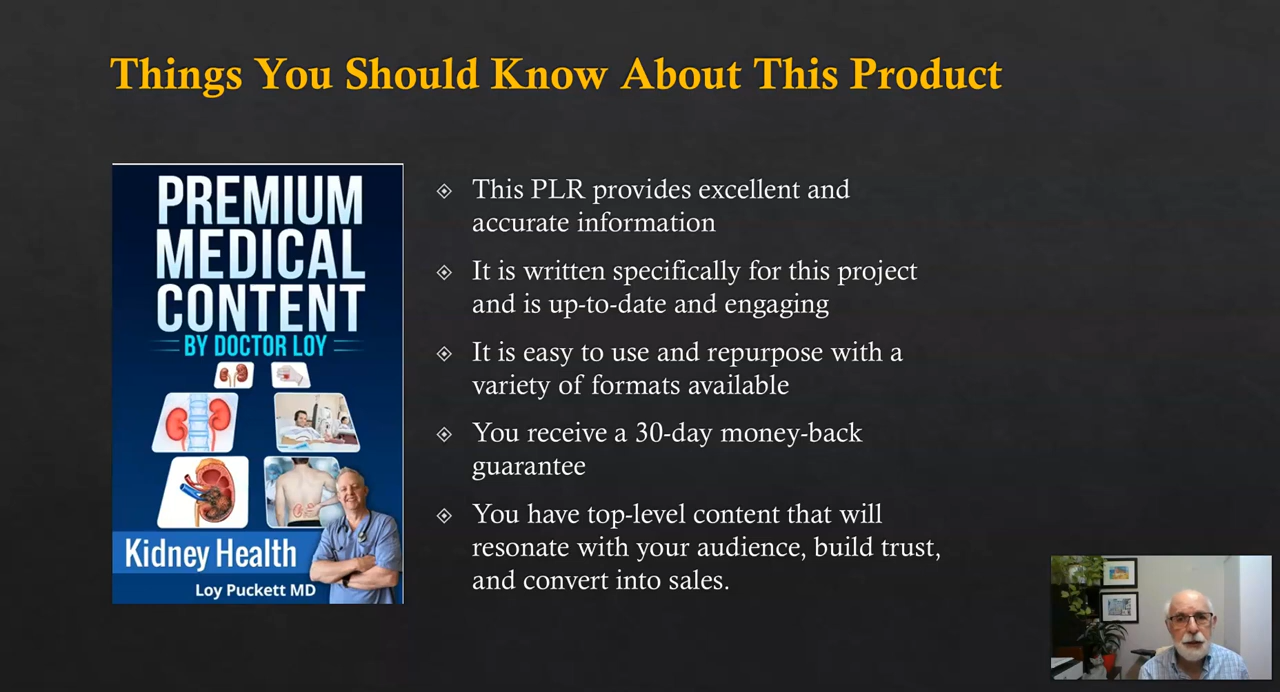 Things You Should Know About This Product
PREMIUM
MEDICAL
CONTENT
BY DOCTOR LOY
Kidney Health
Loy Puckett MD
This PLR provides excellent and
accurate information
It is written specifically for this project
and is up-to-date and engaging
It is easy to use and repurpose with a
variety of formats available
You receive a 30-day money-back
guarantee
You have top-level content that will
resonate with your audience, build trust,
and convert into sales.